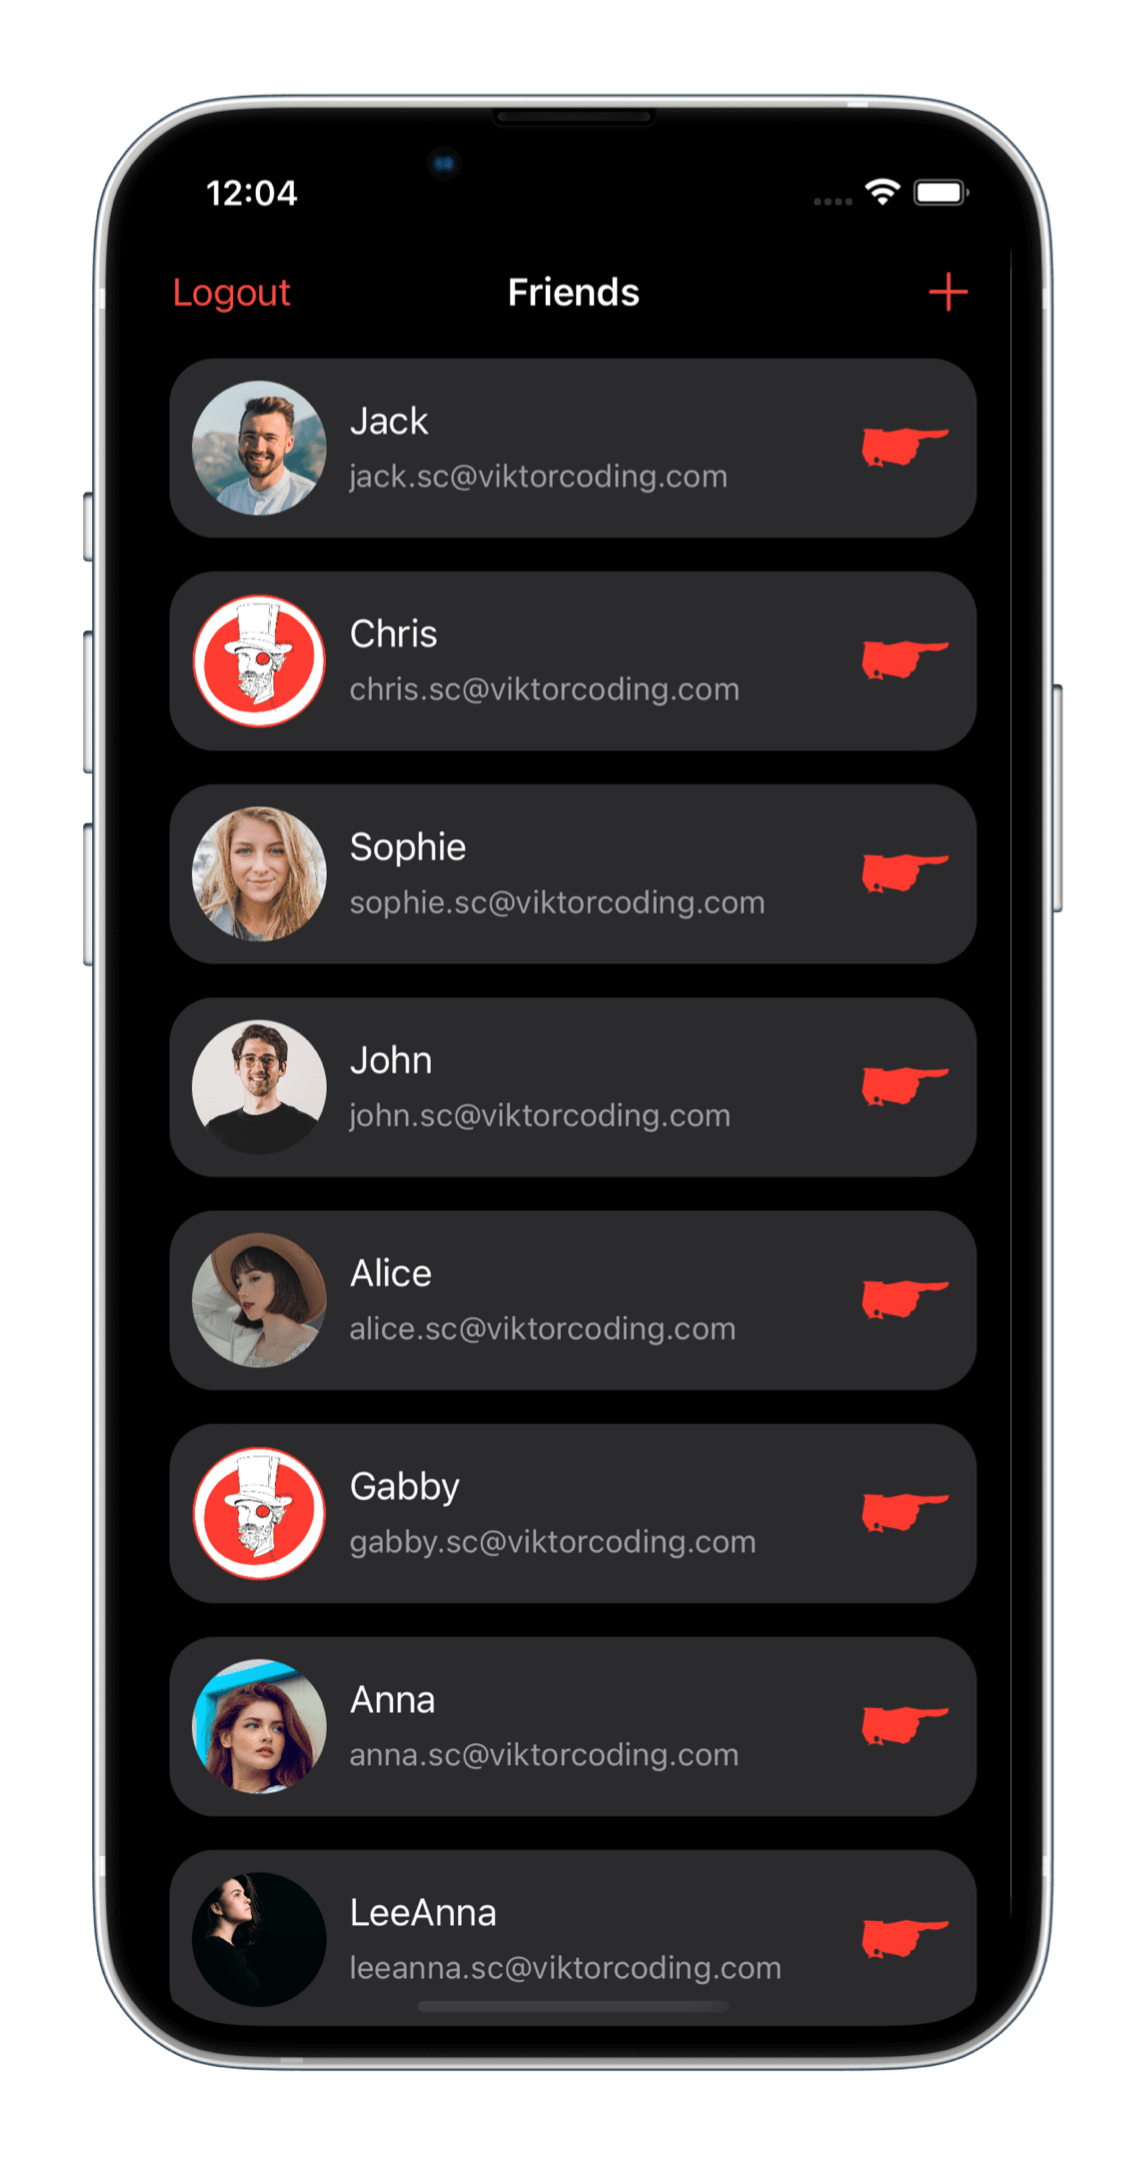 12:04
Logout Friends +
Jack
jack.sc@viktorcoding.com
Chris
chris.sc@viktorcoding.com
Sophie
sophie.sc@viktorcoding.com
John
john.sc@viktorcoding.com
Alice
alice.sc@viktorcoding.com
Gabby
gabby.sc@viktorcoding.com
Anna
anna.sc@viktorcoding.com
LeeAnna
leeanna.sc@viktorcoding.com